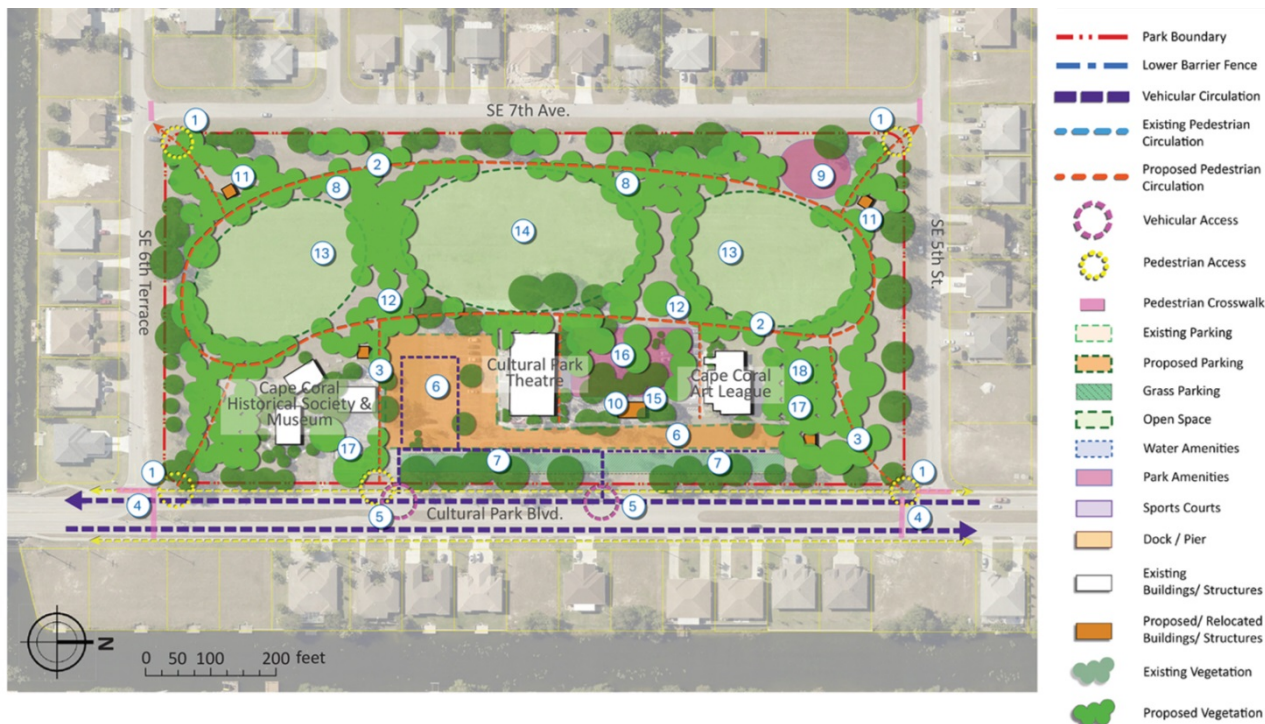 SE 7th Ave.
1
1
2
11
8
8
9
11
14
13
13
SE 6th Terrace
SE 5th St.
12
12
2
16
3
6
Cultural Park
Theatre
Cape Coral
Art League
18
Cape Coral
Historical Society &
Museum
10
15
17
17
6
3
7
7
1
1
4
5
Cultural Park Blvd.
5
4
N
0 50 100 200 feet
Park Boundary
Lower Barrier Fence
Vehicular Circulation
Existing Pedestrian
Circulation
Proposed Pedestrian
Circulation
Vehicular Access
Pedestrian Access
Pedestrian Crosswalk
Existing Parking
Proposed Parking
Grass Parking
Open Space
Water Amenities
Park Amenities
Sports Courts
Dock / Pier
Existing
Buildings/ Structures
Proposed/ Relocated
Buildings/ Structures
Existing Vegetation
Proposed Vegetation